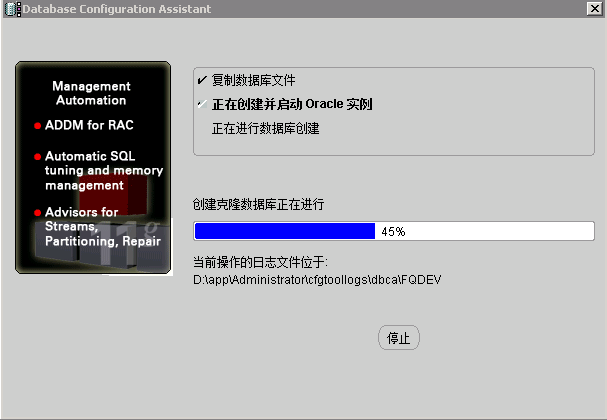 Database Configuration Assistant
Management
Automation
ADDM for RAC
Automatic SQL
tuning and memory
management
Advisors for
Streams,
Partitioning, Repair
11g
复制数据库文件
正在创建并启动 Oracle 实例
正在进行数据库创建
创建克隆数据库正在进行
45%
当前操作的日志文件位于:
D:\app\Administrator\cfgtoollogs\dbca\FQDEV
停止